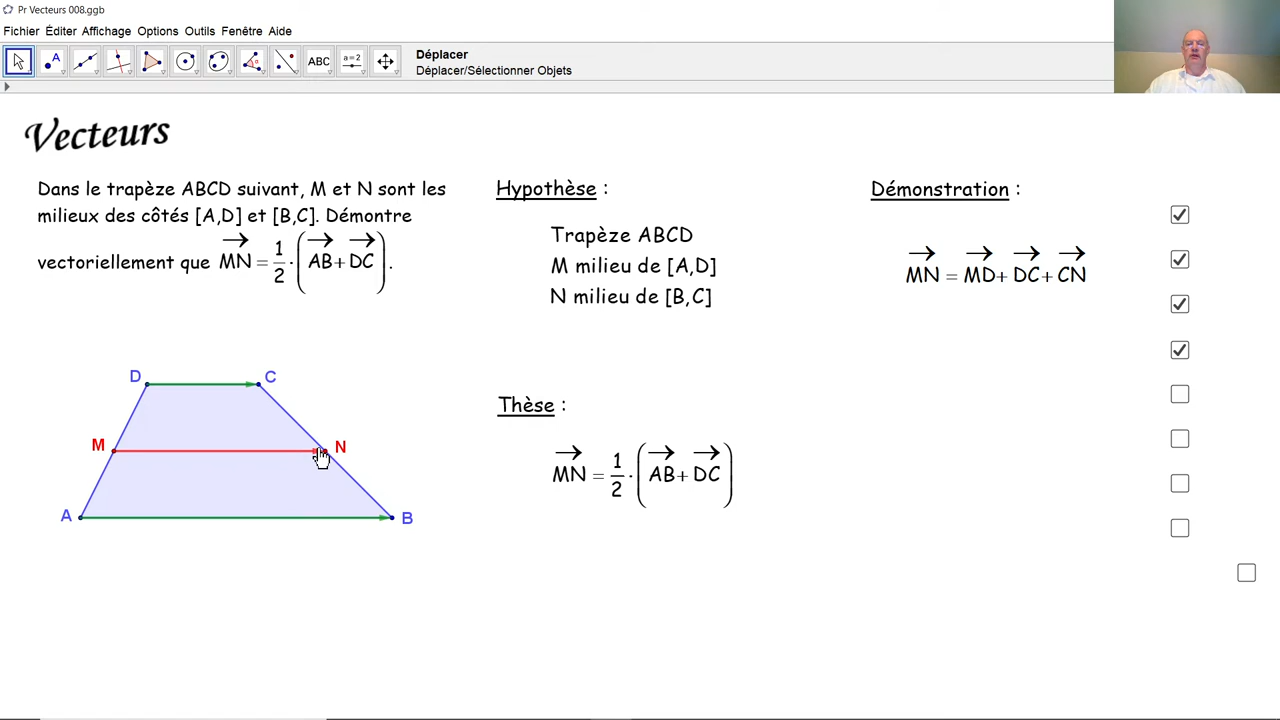 Pr Vecteurs 008.ggb
Fichier Éditer Affichage Options Outils Fenêtre Aide
A
ABC
a=2
Déplacer
Déplacer/Sélectionner Objets
Vecteurs
Dans le trapèze ABCD suivant, M et N sont les
milieux des côtés [A,D] et [B,C]. Démontre
vectoriellement que MN = 1/2 · (AB + DC).
Hypothèse :
Trapèze ABCD
M milieu de [A,D]
N milieu de [B,C]
Thèse :
MN = 1/2 · (AB + DC)
Démonstration :
MN = MD + DC + CN
D
C
M
N
A
B